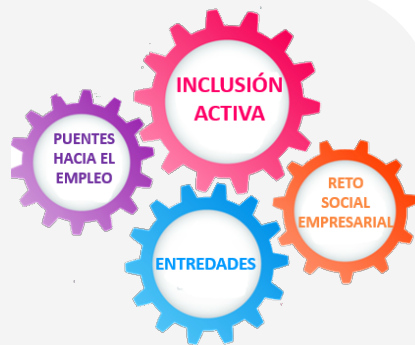 INCLUSIÓN
ACTIVA
PUENTES
HACIA EL
EMPLEO
RETO
SOCIAL
EMPRESARIAL
ENTREDADES